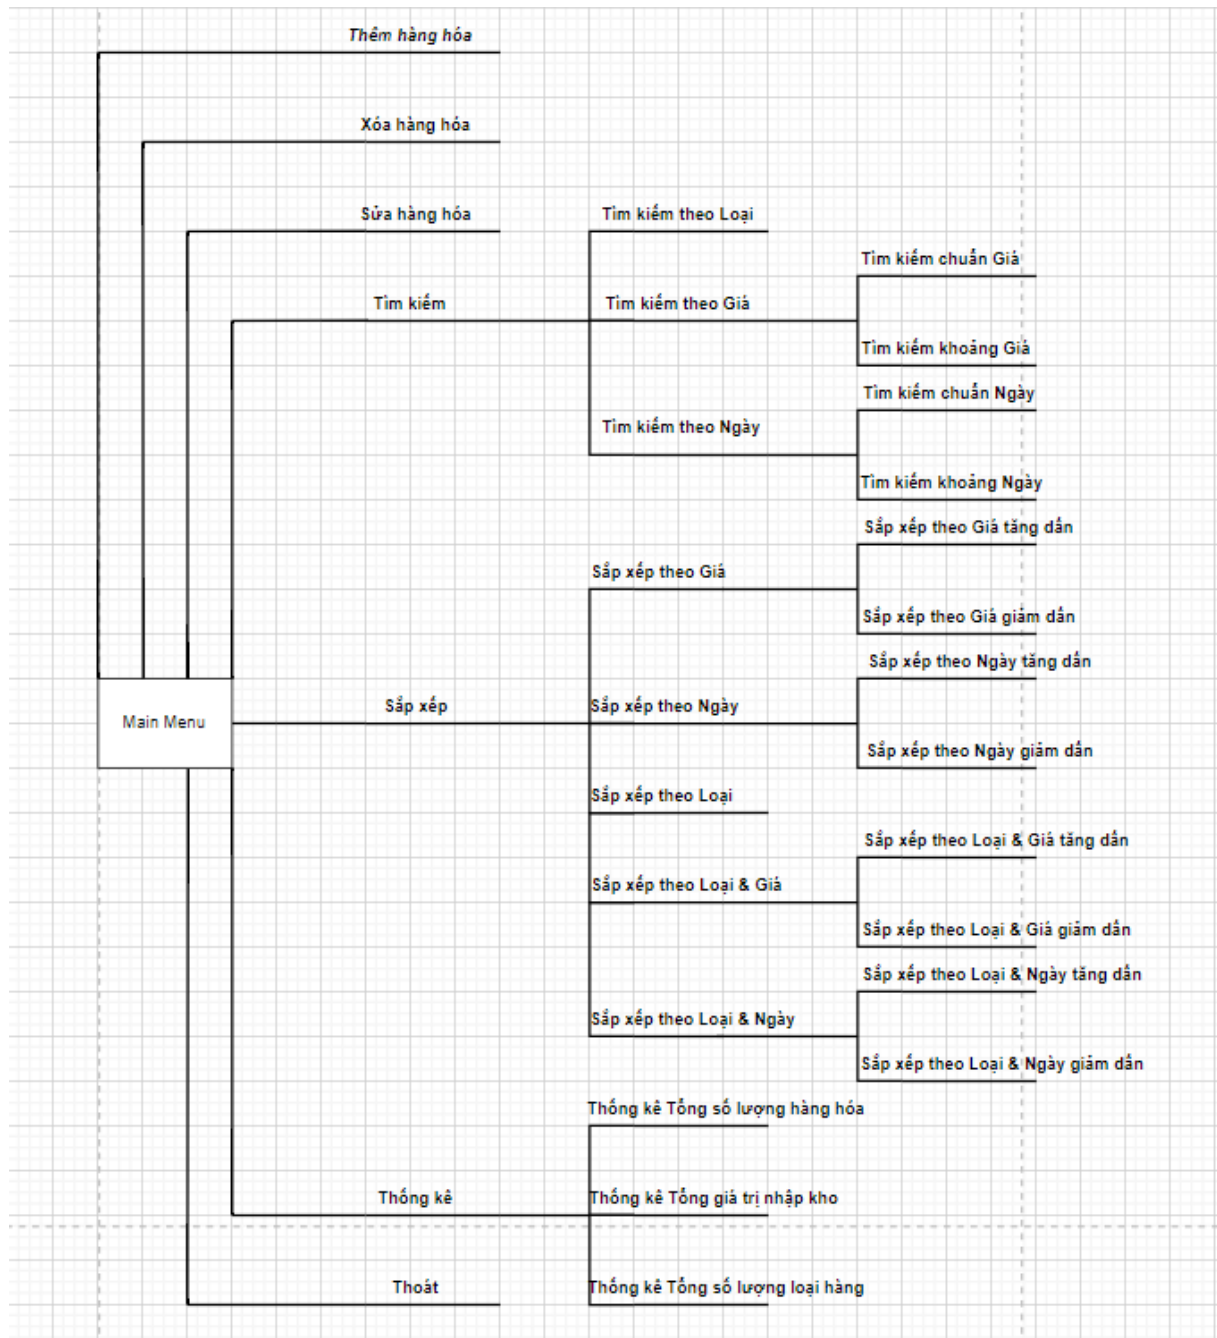 Thêm hàng hóa
Xóa hàng hóa
Sửa hàng hóa
Tìm kiếm theo Loại
Tìm kiếm chuẩn Giá
Tìm kiếm
Tìm kiếm theo Giá
Tìm kiếm khoảng Giá
Tìm kiếm chuẩn Ngày
Tìm kiếm theo Ngày
Tìm kiếm khoảng Ngày
Sắp xếp theo Giá tăng dần
Sắp xếp theo Giá
Sắp xếp theo Giá giảm dần
Sắp xếp theo Ngày tăng dần
Main Menu
Sắp xếp
Sắp xếp theo Ngày
Sắp xếp theo Ngày giảm dần
Sắp xếp theo Loại
Sắp xếp theo Loại & Giá tăng dần
Sắp xếp theo Loại & Giá
Sắp xếp theo Loại & Giá giảm dần
Sắp xếp theo Loại & Ngày tăng dần
Sắp xếp theo Loại & Ngày
Sắp xếp theo Loại & Ngày giảm dần
Thống kê Tổng số lượng hàng hóa
Thống kê
Thống kê Tổng giá trị nhập kho
Thoát
Thống kê Tổng số lượng loại hàng